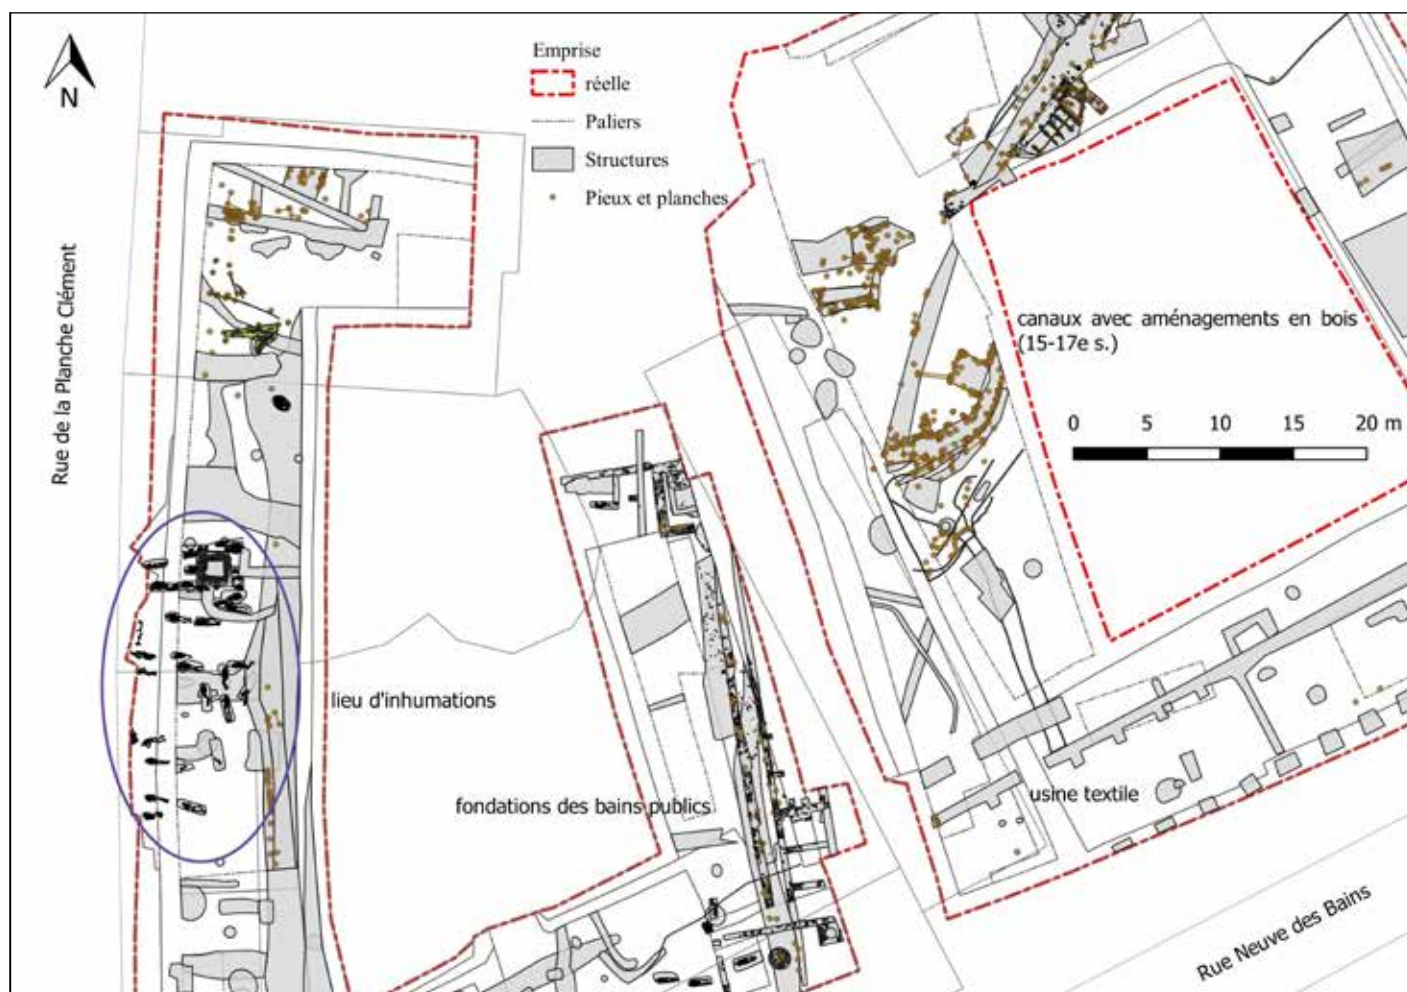 N
Emprise
réelle
Paliers
Structures
Pieux et planches
Rue de la Planche Clément
canaux avec aménagements en bois
(15-17e s.)
0 5 10 15 20 m
lieu d'inhumations
fondations des bains publics
usine textile
Rue Neuve des Bains